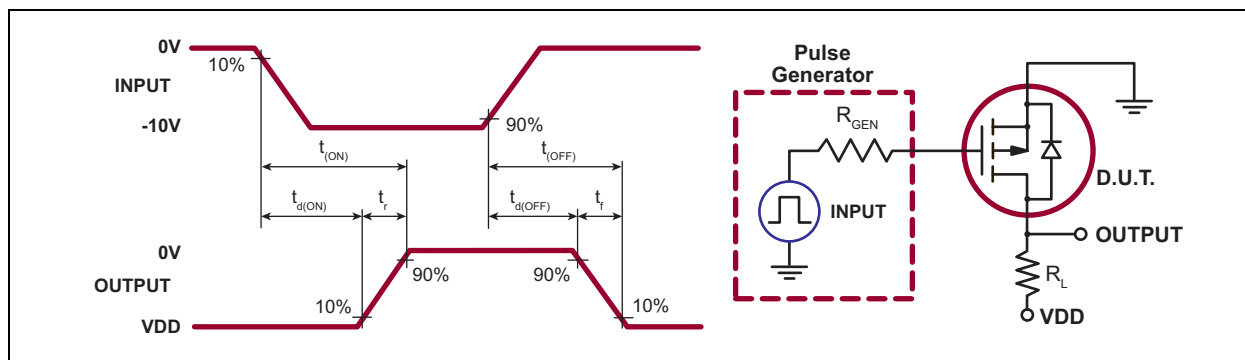 0V
10%
INPUT
-10V
90%
t(ON)
t(OFF)
td(ON)
tr
td(OFF)
tf
0V
OUTPUT
90%
90%
10%
10%
VDD
Pulse
Generator
RGEN
INPUT
D.U.T.
OUTPUT
RL
VDD